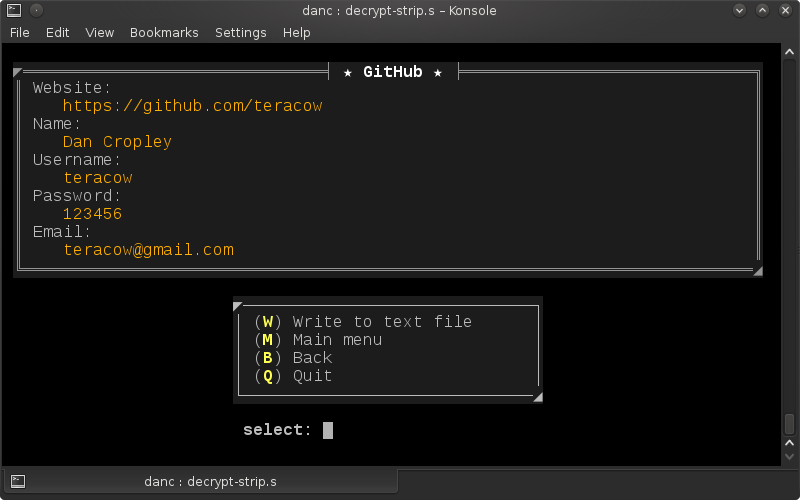 danc : decrypt-strip.s – Konsole
File Edit View Bookmarks Settings Help
★ GitHub ★
Website:
https://github.com/teracow
Name:
Dan Cropley
Username:
teracow
Password:
123456
Email:
teracow@gmail.com
(W) Write to text file
(M) Main menu
(B) Back
(Q) Quit
select:
danc : decrypt-strip.s